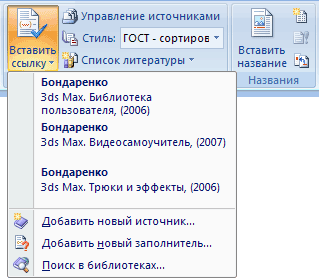 Вставить ссылку
Управление источниками
Стиль: ГОСТ - сортиров
Список литературы
Вставить название
Названия
Бондаренко
3ds Max. Библиотека
пользователя, (2006)
Бондаренко
3ds Max. Видеосамоучитель, (2007)
Бондаренко
3ds Max. Трюки и эффекты, (2006)
Добавить новый источник...
Добавить новый заполнитель...
Поиск в библиотеках...